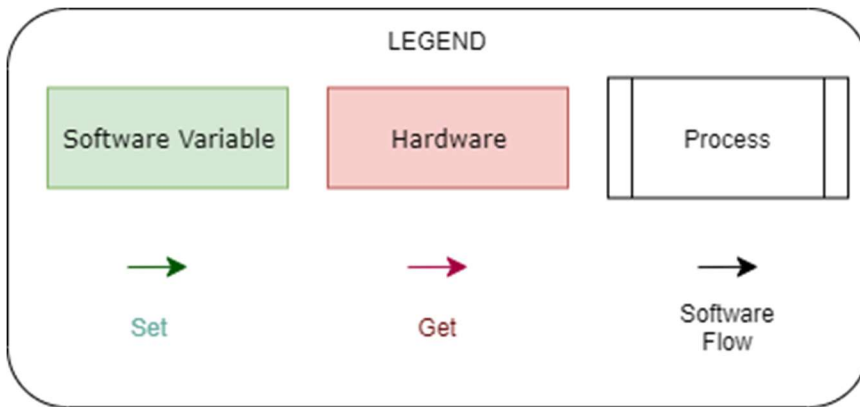 LEGEND
Software Variable
Hardware
Process
Set
Get
Software
Flow